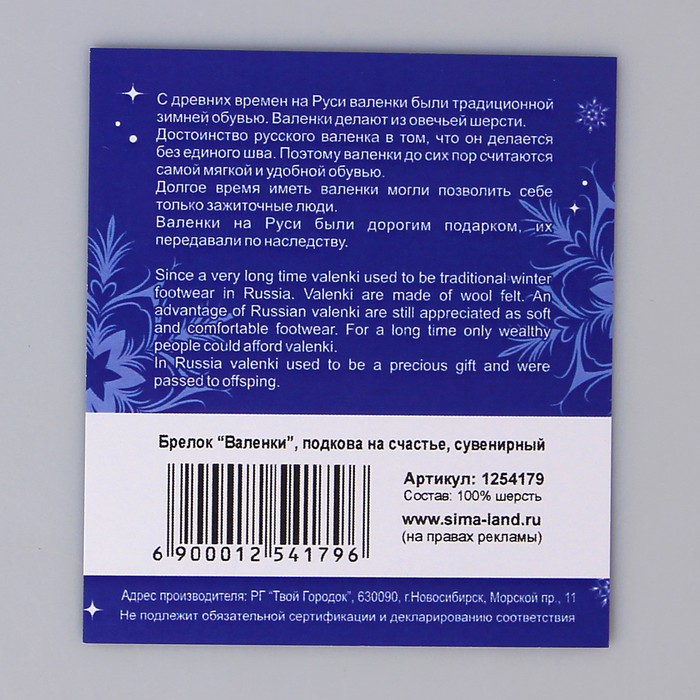 С древних времен на Руси валенки были традиционной
зимней обувью. Валенки делают из овечьей шерсти.
Достоинство русского валенка в том, что он делается
без единого шва. Поэтому валенки до сих пор считаются
самой мягкой и удобной обувью.
Долгое время иметь валенки могли позволить себе
только зажиточные люди.
Валенки на Руси были дорогим подарком, их
передавали по наследству.
Since a very long time valenki used to be traditional winter
footwear in Russia. Valenki are made of wool felt. An
advantage of Russian valenki are still appreciated as soft
and comfortable footwear. For a long time only wealthy
people could afford valenki.
In Russia valenki used to be a precious gift and were
passed to offsping.
Брелок “Валенки”, подкова на счастье, сувенирный
Артикул: 1254179
Состав: 100% шерсть
www.sima-land.ru
(на правах рекламы)
6 900012 541796
Адрес производителя: РГ “Твой Городок”, 630090, г.Новосибирск, Морской пр., 11
Не подлежит обязательной сертификации и декларированию соответствия